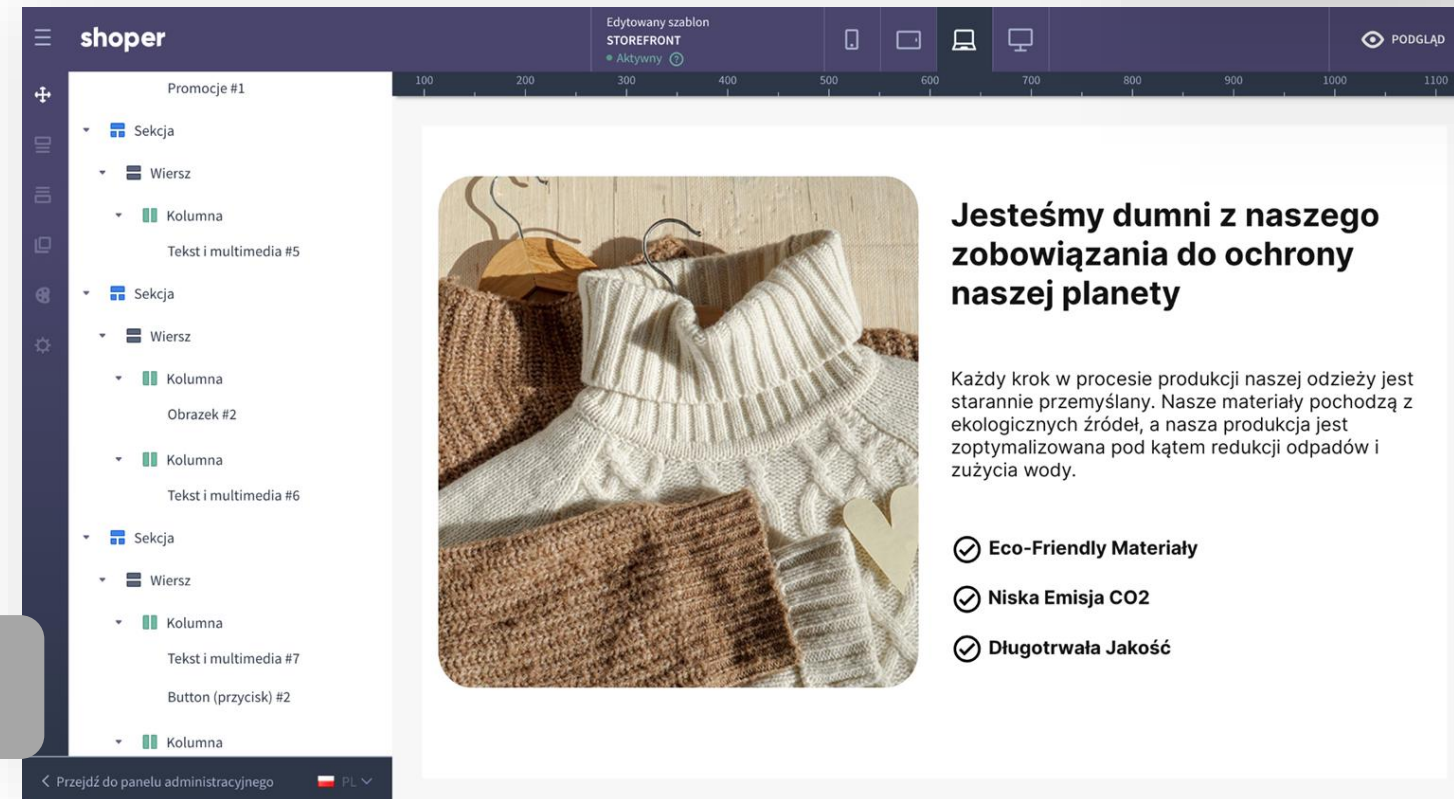 shoper
Edytowany szablon
STOREFRONT
Aktywny ?
PODGLĄD
100 200 300 400 500 600 700 800 900 1000 1100
Promocje #1
Sekcja
Wiersz
Kolumna
Tekst i multimedia #5
Sekcja
Wiersz
Kolumna
Obrazek #2
Kolumna
Tekst i multimedia #6
Sekcja
Wiersz
Kolumna
Tekst i multimedia #7
Button (przycisk) #2
Kolumna
Przejdź do panelu administracyjnego
PL
Jesteśmy dumni z naszego
zobowiązania do ochrony
naszej planety
Każdy krok w procesie produkcji naszej odzieży jest
starannie przemyślany. Nasze materiały pochodzą z
ekologicznych źródeł, a nasza produkcja jest
zoptymalizowana pod kątem redukcji odpadów i
zużycia wody.
Eco-Friendly Materiały
Niska Emisja CO2
Długotrwała Jakość